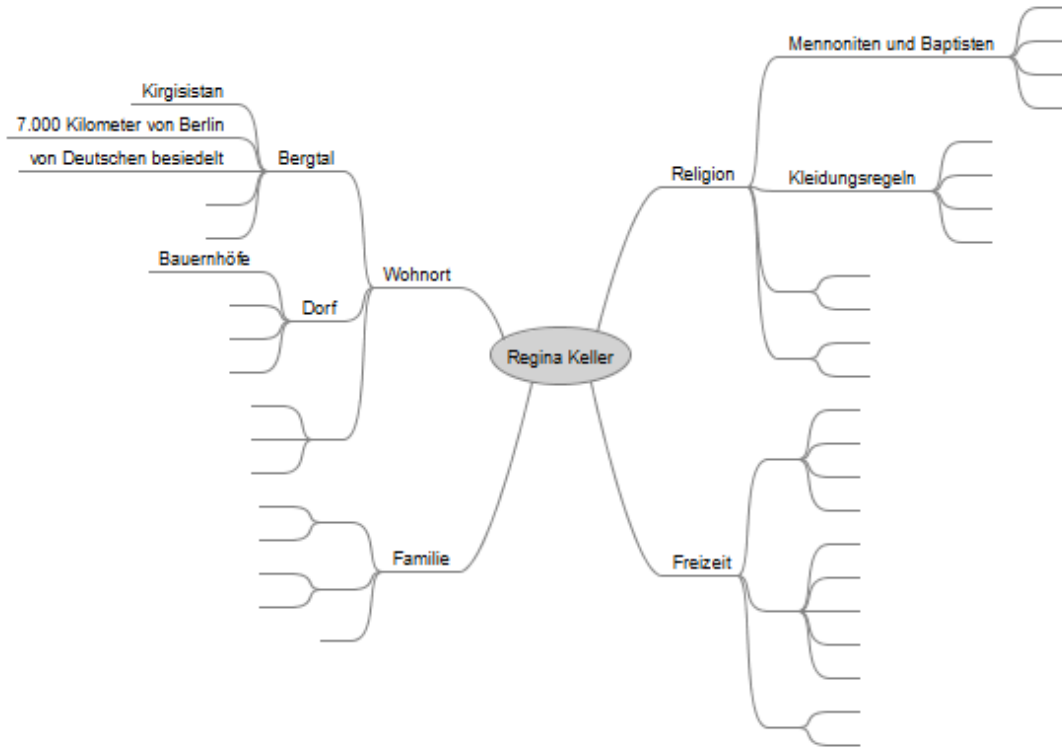 Mennoniten und Baptisten
Kirgisistan
7.000 Kilometer von Berlin
von Deutschen besiedelt
Bergtal
Religion
Kleidungsregeln
Bauernhöfe
Wohnort
Dorf
Regina Keller
Familie
Freizeit